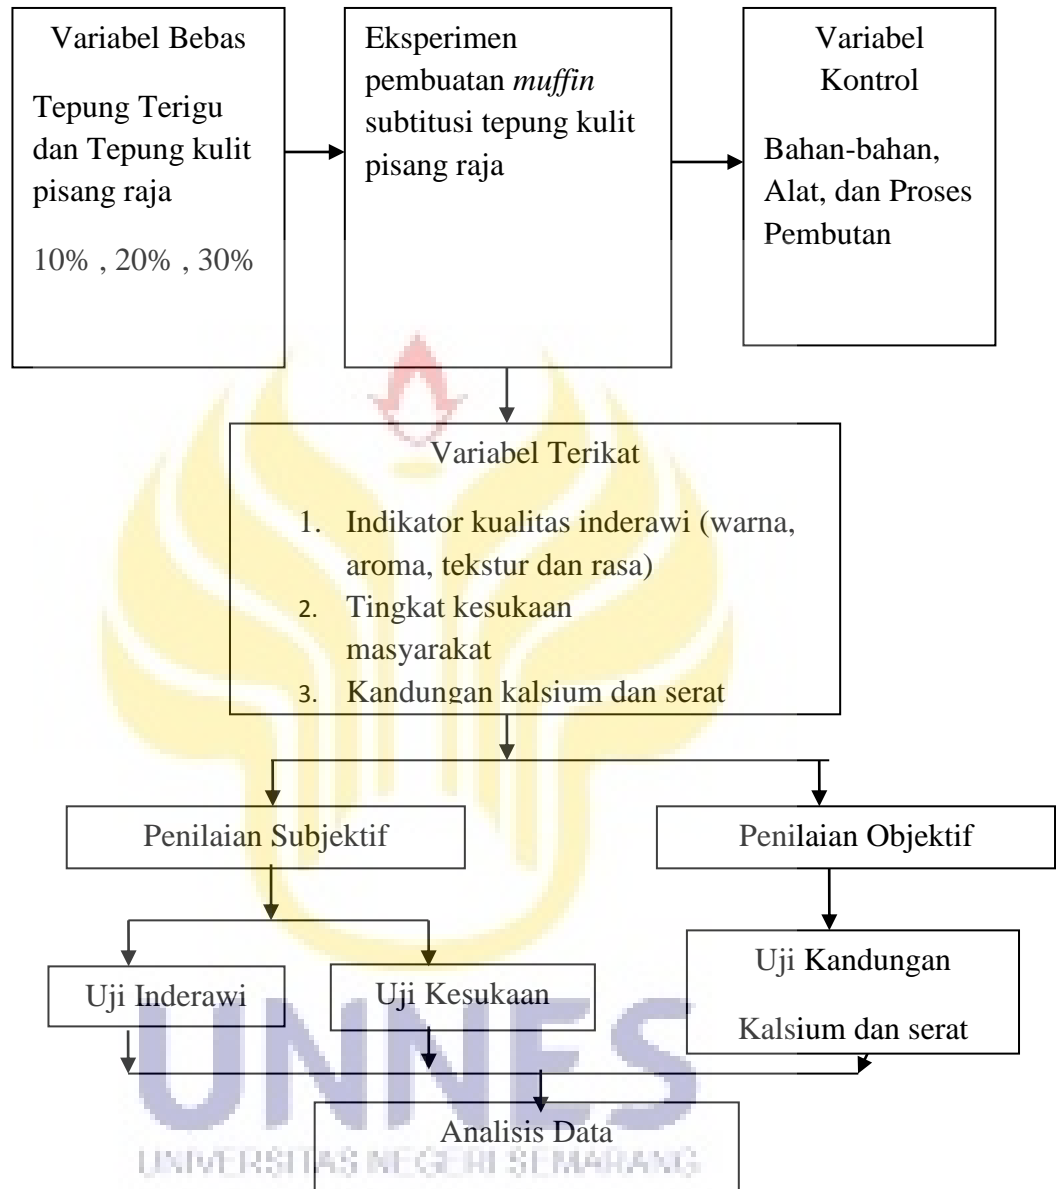 Variabel Bebas
Tepung Terigu
dan Tepung kulit
pisang raja
10% , 20% , 30%
Eksperimen
pembuatan muffin
subtitusi tepung kulit
pisang raja
Variabel
Kontrol
Bahan-bahan,
Alat, dan Proses
Pembutan
Variabel Terikat
1. Indikator kualitas inderawi (warna,
aroma, tekstur dan rasa)
2. Tingkat kesukaan
masyarakat
3. Kandungan kalsium dan serat
Penilaian Subjektif
Penilaian Objektif
Uji Inderawi
Uji Kesukaan
Uji Kandungan
Kalsium dan serat
UNNES
Analisis Data
UNIVERSITAS NEGERI SEMARANG